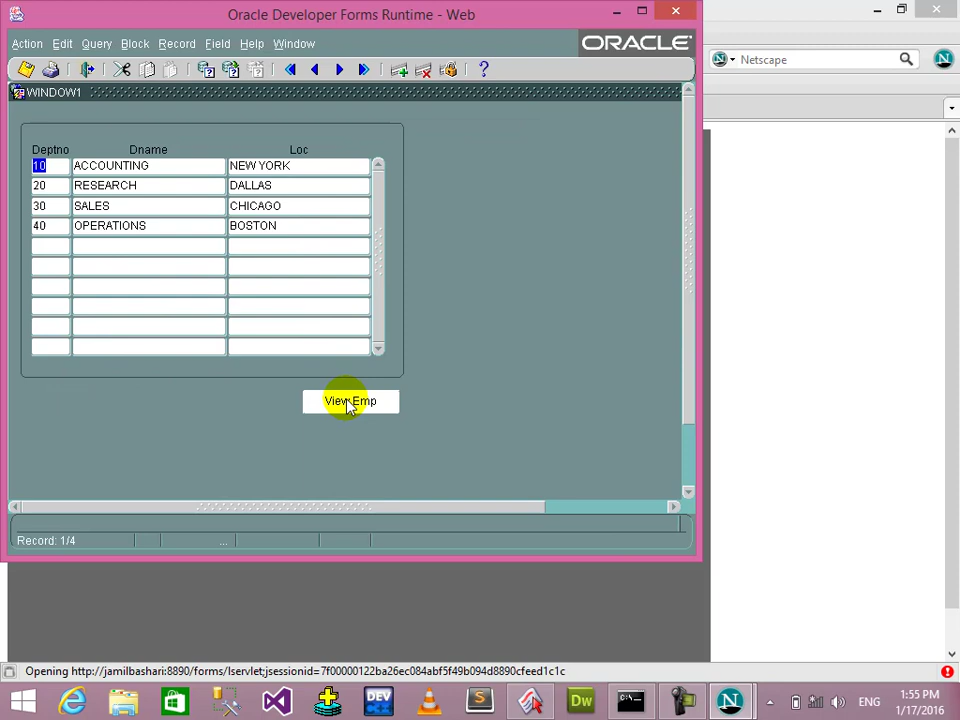 Oracle Developer Forms Runtime - Web
Action Edit Query Block Record Field Help Window
ORACLE
Netscape
WINDOW1
Deptno Dname Loc
10 ACCOUNTING NEW YORK
20 RESEARCH DALLAS
30 SALES CHICAGO
40 OPERATIONS BOSTON
View Emp
Record: 1/4
...
Opening http://jamilbashari:8890/forms/lservlet;jsessionid=7f00000122ba26ec084abf5f49b094d8890cfeed1c1c
DEV
Dw
ENG
1:55 PM
1/17/2016